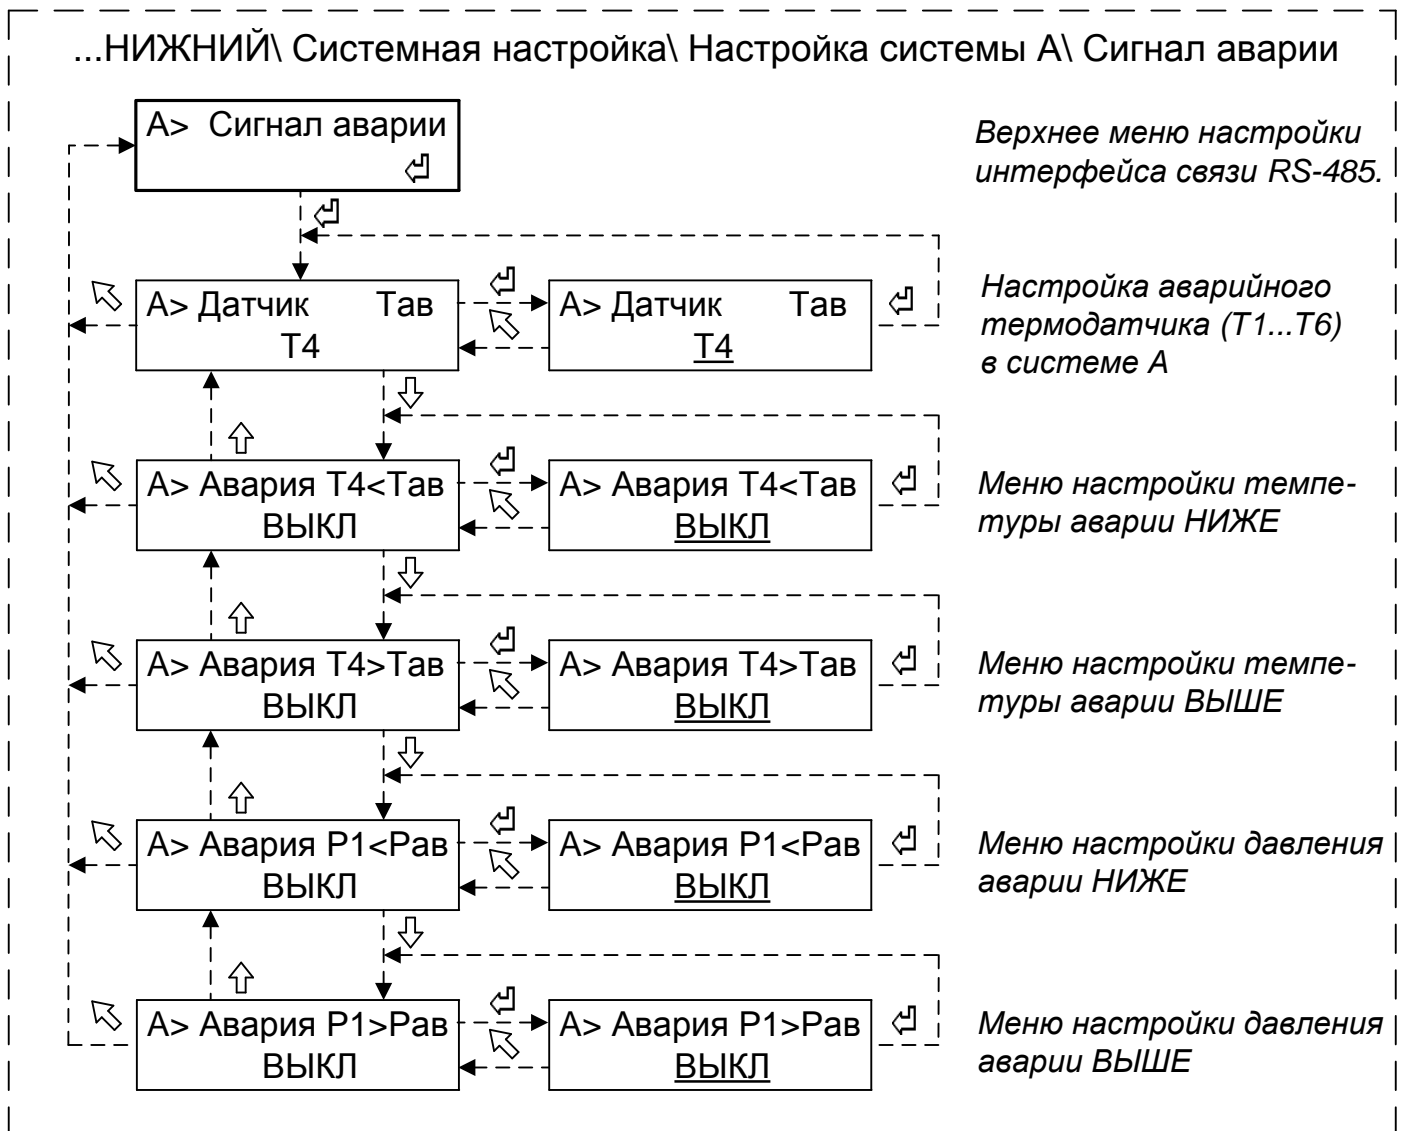 ...НИЖНИЙ\ Системная настройка\ Настройка системы А\ Сигнал аварии
А> Сигнал аварии
Верхнее меню настройки
интерфейса связи RS-485.
А> Датчик Тав
Т4
А> Датчик Тав
Т4
Настройка аварийного
термодатчика (Т1...Т6)
в системе А
А> Авария Т4<Тав
ВЫКЛ
А> Авария Т4<Тав
ВЫКЛ
Меню настройки темпе-
туры аварии НИЖЕ
А> Авария Т4>Тав
ВЫКЛ
А> Авария Т4>Тав
ВЫКЛ
Меню настройки темпе-
туры аварии ВЫШЕ
А> Авария Р1<Рав
ВЫКЛ
А> Авария Р1<Рав
ВЫКЛ
Меню настройки давления
аварии НИЖЕ
А> Авария Р1>Рав
ВЫКЛ
А> Авария Р1>Рав
ВЫКЛ
Меню настройки давления
аварии ВЫШЕ